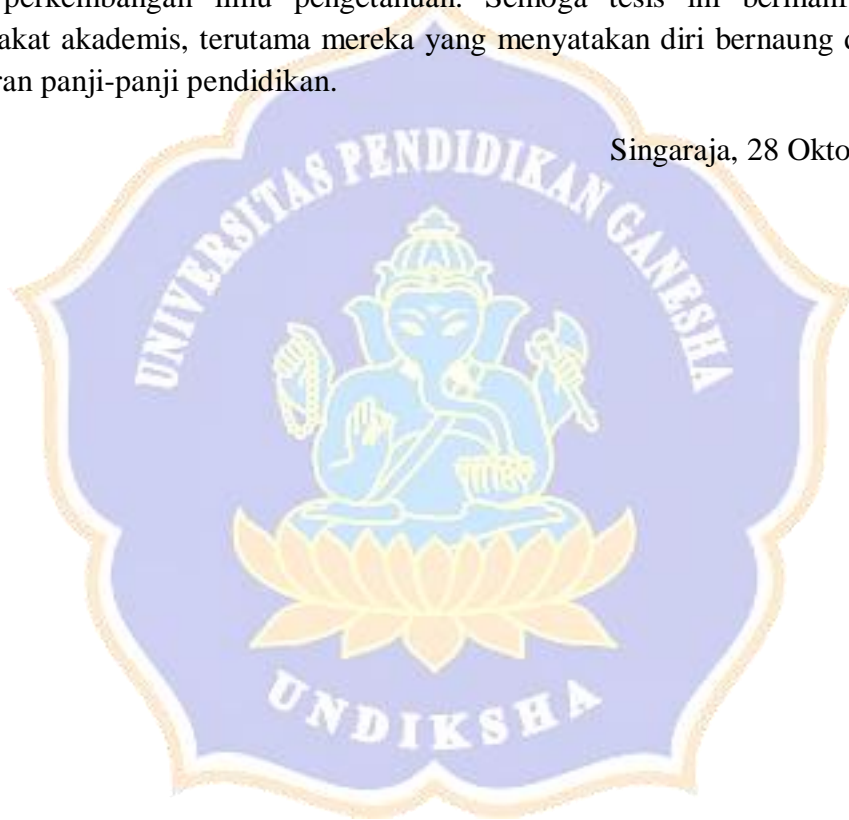 perkembangan ilmu pengetahuan. Semoga tesis ini
akat akademis, terutama mereka yang menyatakan diri bernaung
ran panji-panji pendidikan.
Singaraja, 28 Okto
UNIVERSITAS PENDIDIKAN GANESHA
UNDIKSHA